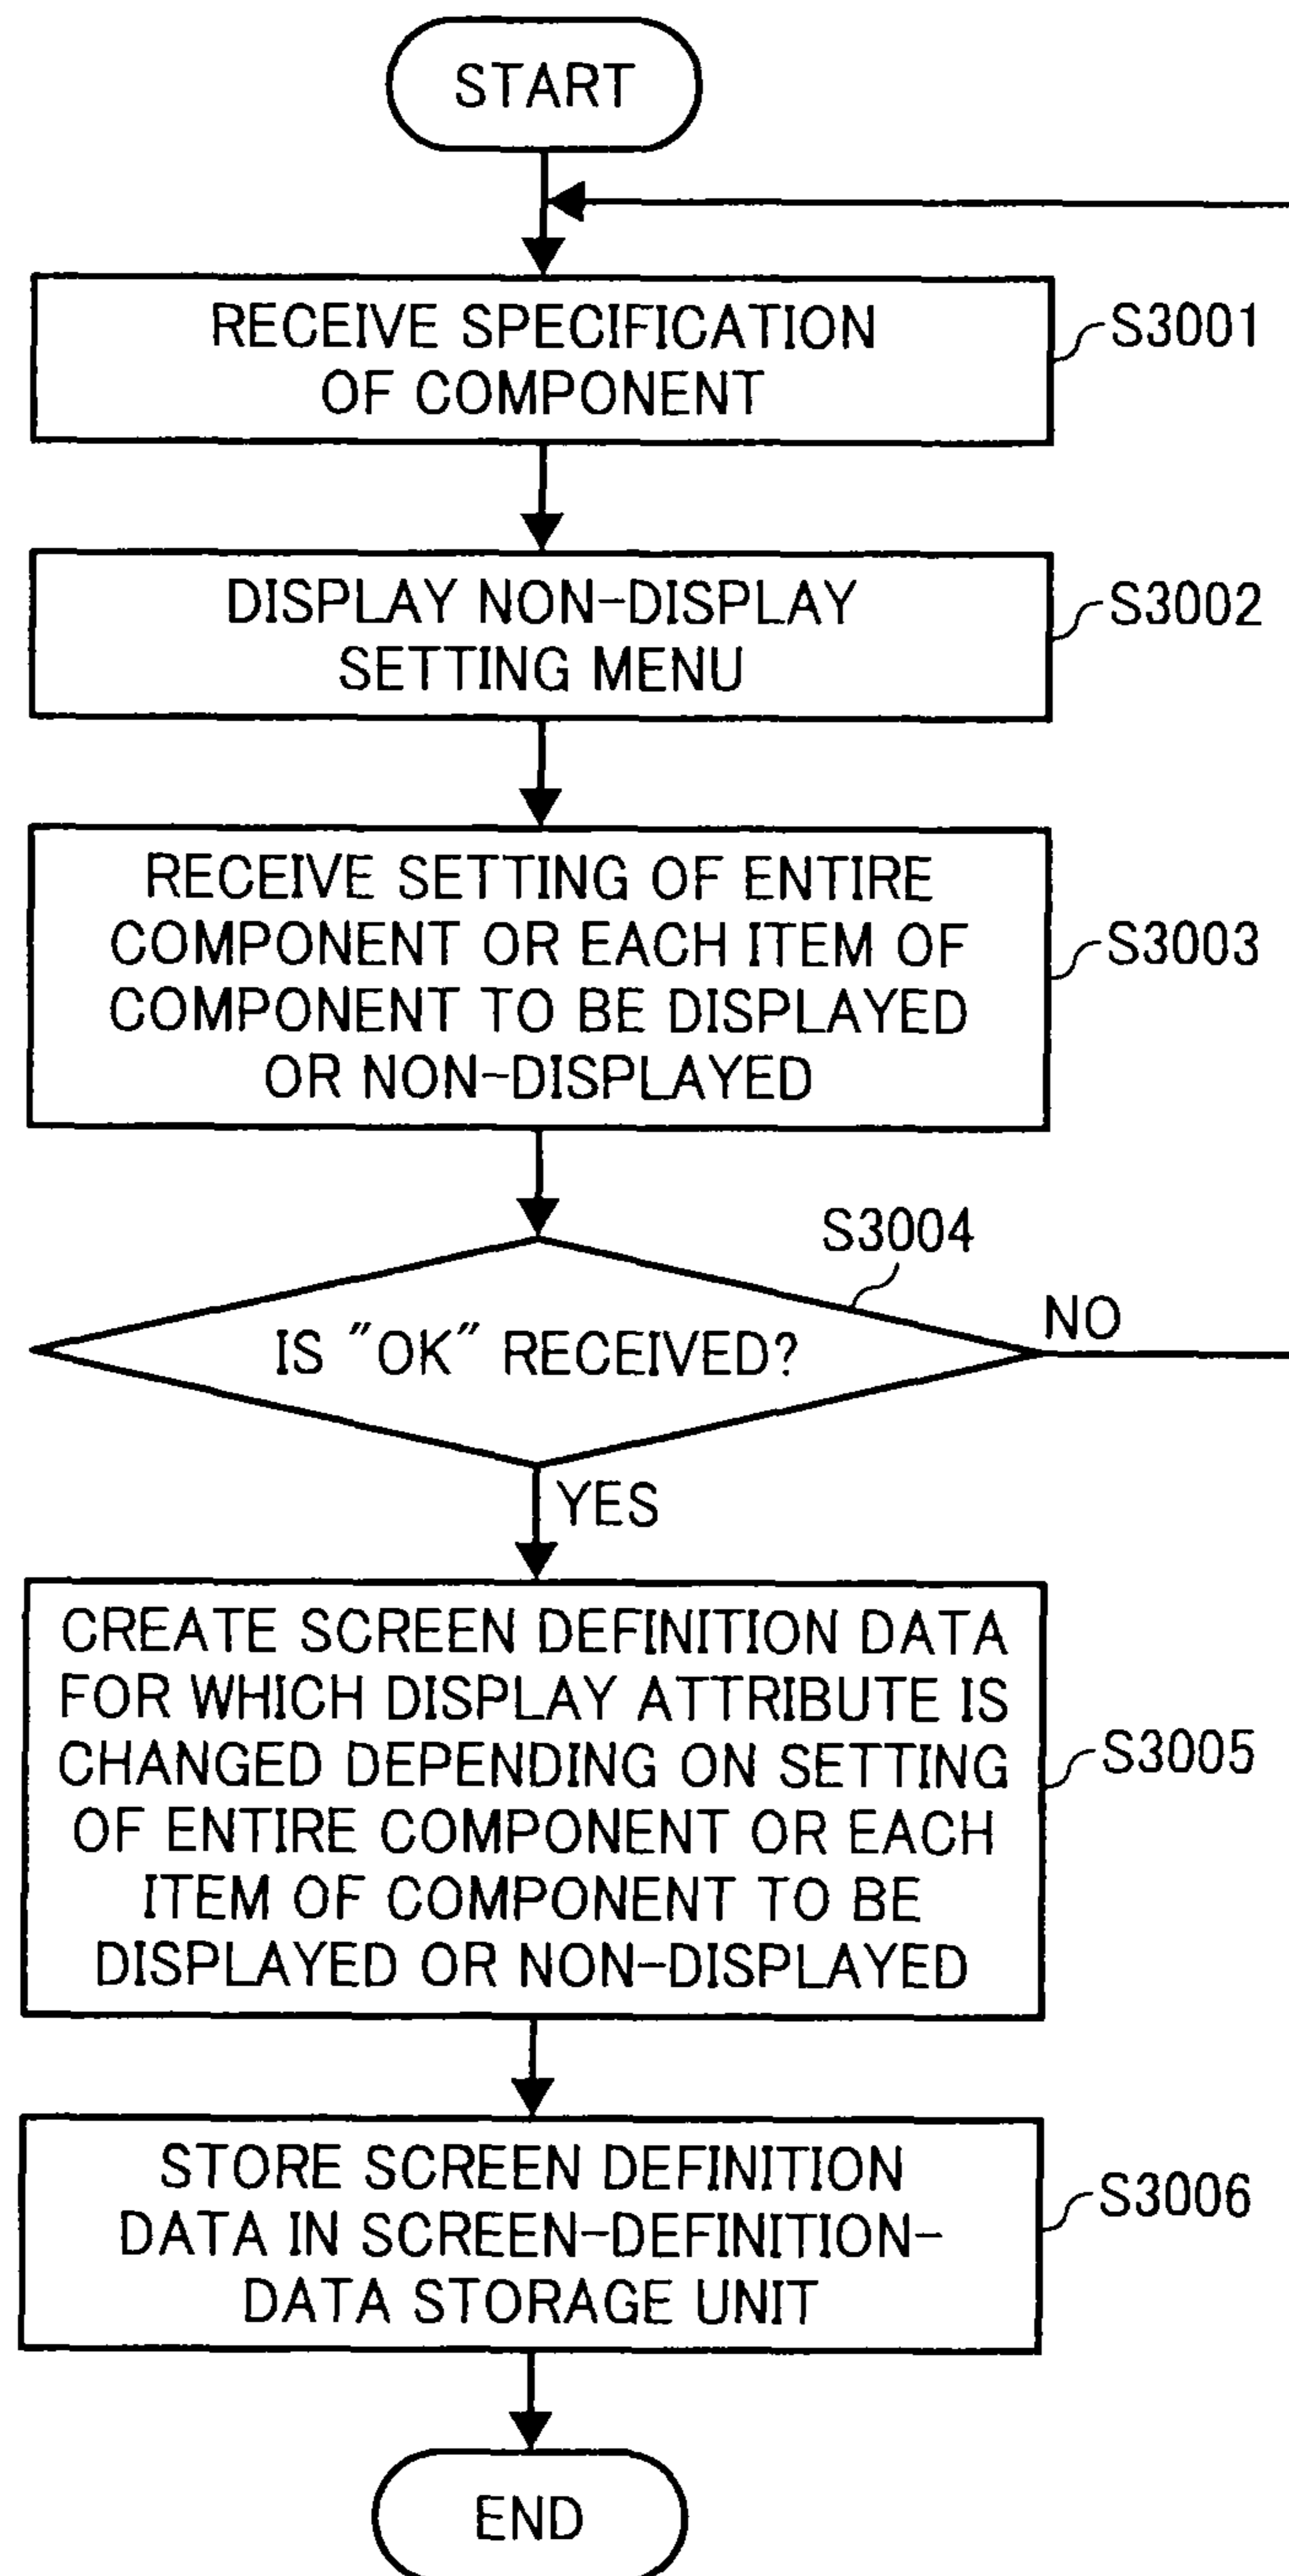 START
RECEIVE SPECIFICATION
OF COMPONENT
S3001
DISPLAY NON-DISPLAY
SETTING MENU
S3002
RECEIVE SETTING OF ENTIRE
COMPONENT OR EACH ITEM OF
COMPONENT TO BE DISPLAYED
OR NON-DISPLAYED
S3003
S3004
IS "OK" RECEIVED?
NO
YES
CREATE SCREEN DEFINITION DATA
FOR WHICH DISPLAY ATTRIBUTE IS
CHANGED DEPENDING ON SETTING
OF ENTIRE COMPONENT OR EACH
ITEM OF COMPONENT TO BE
DISPLAYED OR NON-DISPLAYED
S3005
STORE SCREEN DEFINITION
DATA IN SCREEN-DEFINITION-
DATA STORAGE UNIT
S3006
END